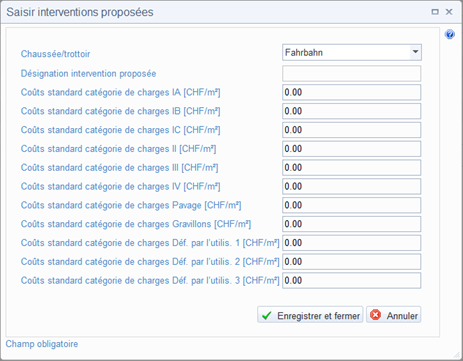 Saisir interventions proposées
Chaussée/trottoir Fahrbahn
Désignation intervention proposée
Coûts standard catégorie de charges IA [CHF/m²] 0.00
Coûts standard catégorie de charges IB [CHF/m²] 0.00
Coûts standard catégorie de charges IC [CHF/m²] 0.00
Coûts standard catégorie de charges II [CHF/m²] 0.00
Coûts standard catégorie de charges III [CHF/m²] 0.00
Coûts standard catégorie de charges IV [CHF/m²] 0.00
Coûts standard catégorie de charges Pavage [CHF/m²] 0.00
Coûts standard catégorie de charges Gravillons [CHF/m²] 0.00
Coûts standard catégorie de charges Déf. par l'utilis. 1 [CHF/m²] 0.00
Coûts standard catégorie de charges Déf. par l'utilis. 2 [CHF/m²] 0.00
Coûts standard catégorie de charges Déf. par l'utilis. 3 [CHF/m²] 0.00
Enregistrer et fermer Annuler
Champ obligatoire